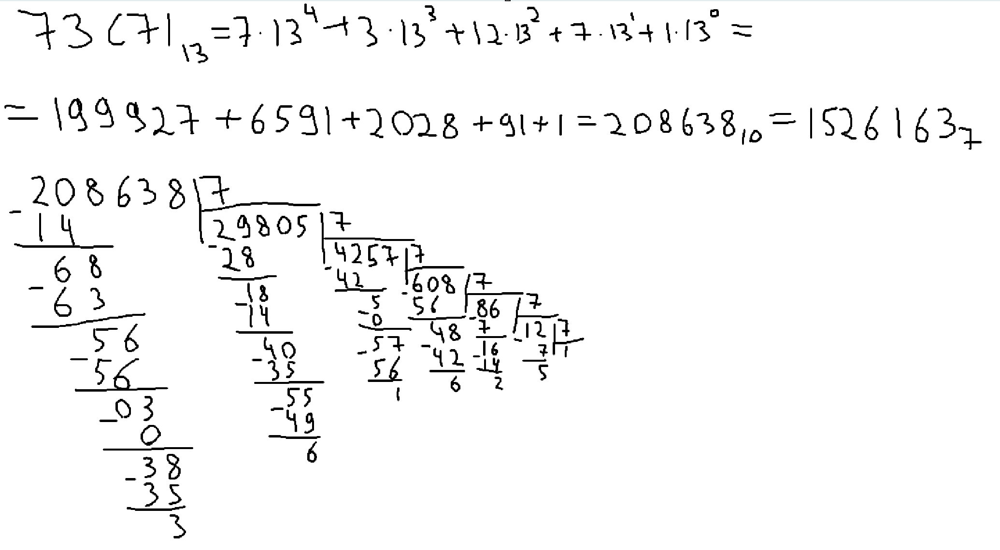 73C71₁₃ = 7·13⁴+3·13³+12·13²+7·13¹+1·13⁰ =
= 199927+6591+2028+91+1=208638₁₀=1526163₇
208638|7
-14 29805|7
68 -28 4257|7
-63 18 -42 608|7
56 -14 5 -56 86|7
-56 40 -0 48 -7 12|7
03 -35 57 -42 16 -7 1
-0 55 -56 6 -14 5
38 -49 1 2
-35 6
3